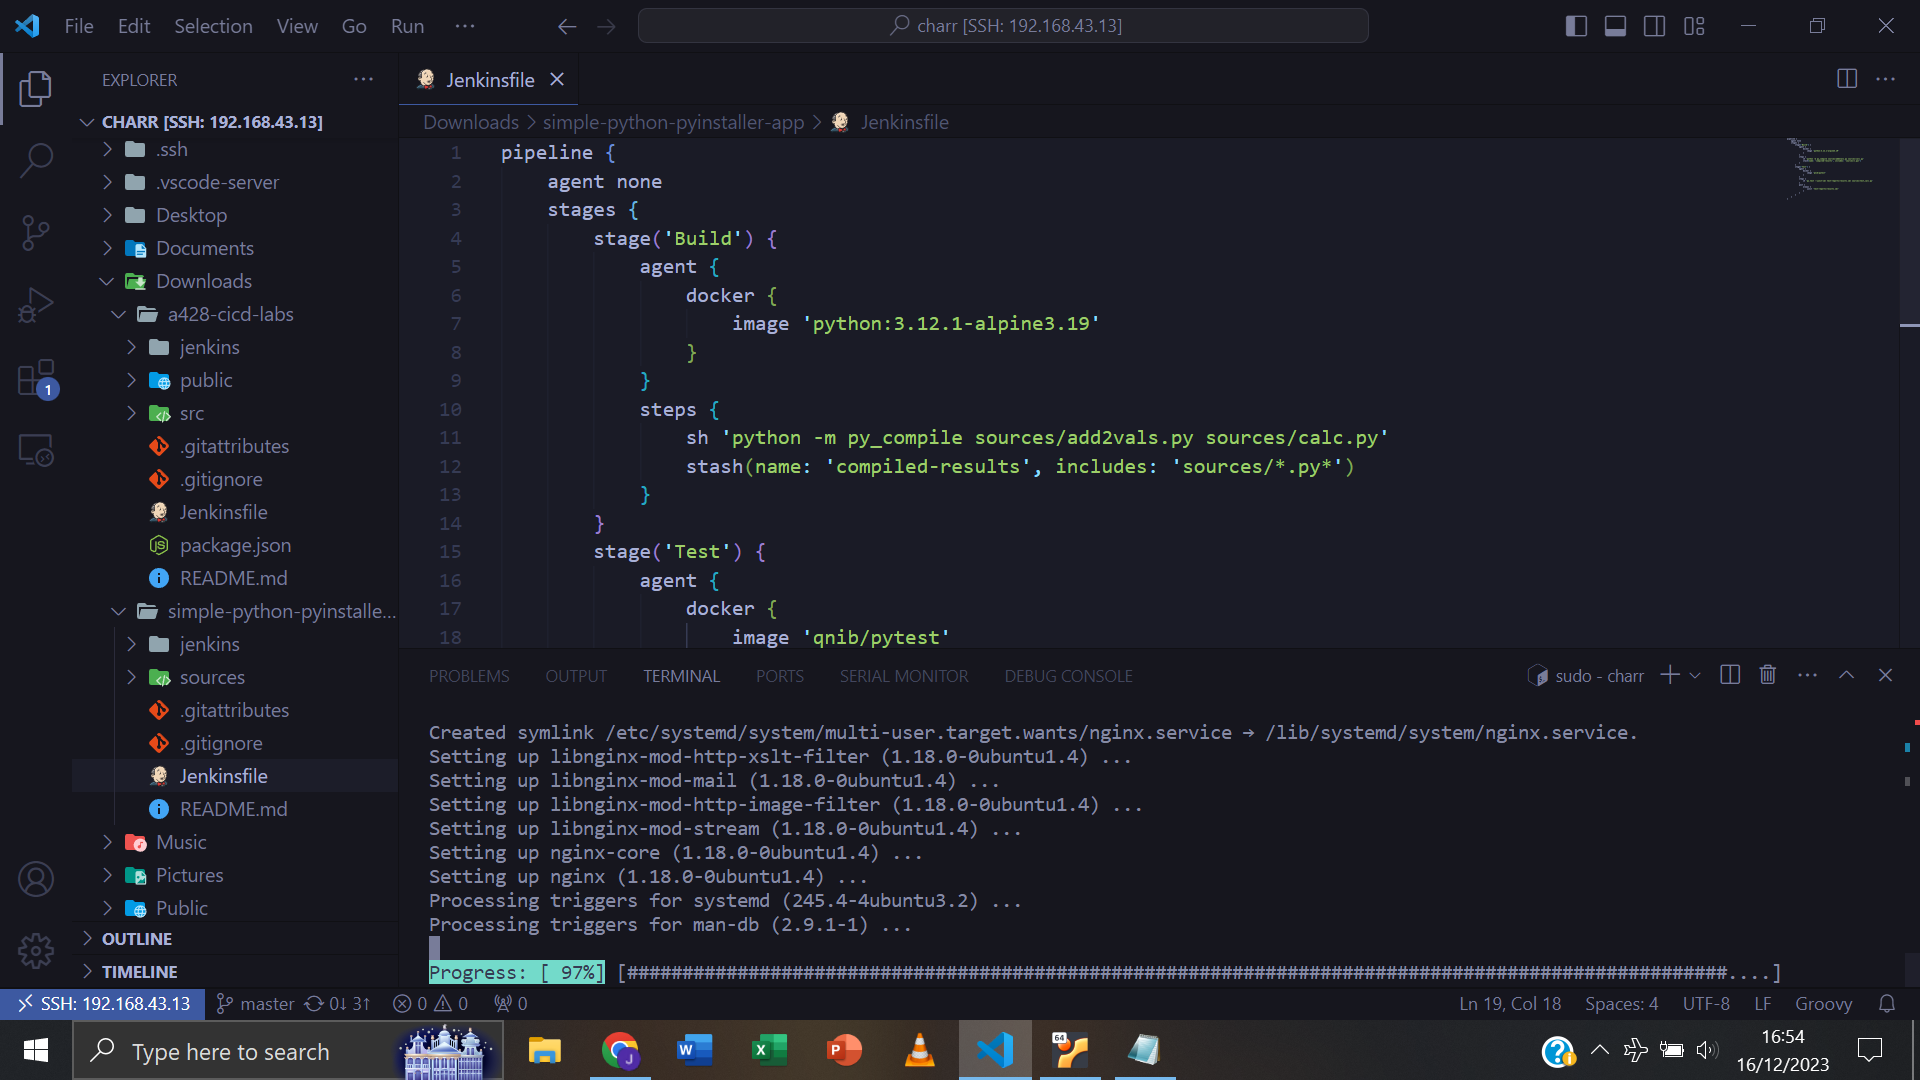 File Edit Selection View Go Run ···
charr [SSH: 192.168.43.13]
EXPLORER
CHARR [SSH: 192.168.43.13]
.ssh
.vscode-server
Desktop
Documents
Downloads
a428-cicd-labs
jenkins
public
src
.gitattributes
.gitignore
Jenkinsfile
package.json
README.md
simple-python-pyinstalle...
jenkins
sources
.gitattributes
.gitignore
Jenkinsfile
README.md
Music
Pictures
Public
OUTLINE
TIMELINE
1
Jenkinsfile
Downloads > simple-python-pyinstaller-app > Jenkinsfile
1 pipeline {
2 agent none
3 stages {
4 stage('Build') {
5 agent {
6 docker {
7 image 'python:3.12.1-alpine3.19'
8 }
9 }
10 steps {
11 sh 'python -m py_compile sources/add2vals.py sources/calc.py'
12 stash(name: 'compiled-results', includes: 'sources/*.py*')
13 }
14 }
15 stage('Test') {
16 agent {
17 docker {
18 image 'qnib/pytest'
PROBLEMS OUTPUT TERMINAL PORTS SERIAL MONITOR DEBUG CONSOLE
sudo - charr
Created symlink /etc/systemd/system/multi-user.target.wants/nginx.service → /lib/systemd/system/nginx.service.
Setting up libnginx-mod-http-xslt-filter (1.18.0-0ubuntu1.4) ...
Setting up libnginx-mod-mail (1.18.0-0ubuntu1.4) ...
Setting up libnginx-mod-http-image-filter (1.18.0-0ubuntu1.4) ...
Setting up libnginx-mod-stream (1.18.0-0ubuntu1.4) ...
Setting up nginx-core (1.18.0-0ubuntu1.4) ...
Setting up nginx (1.18.0-0ubuntu1.4) ...
Processing triggers for systemd (245.4-4ubuntu3.2) ...
Processing triggers for man-db (2.9.1-1) ...
Progress: [ 97%] [####################################################################################################....]
SSH: 192.168.43.13 master 0↓ 3↑ 0 0 0
Ln 19, Col 18 Spaces: 4 UTF-8 LF Groovy
Type here to search
J W X P 64
16:54
16/12/2023